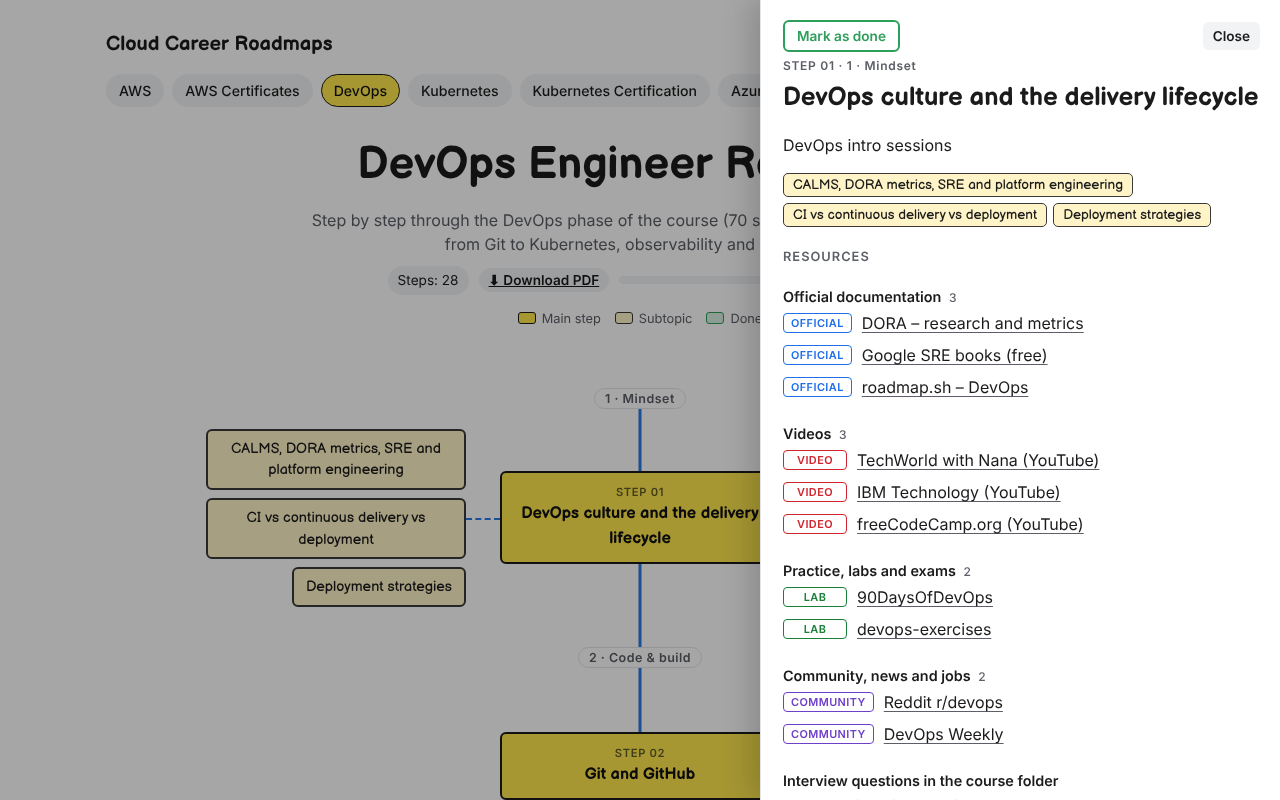 Cloud Career Roadmaps
AWS
AWS Certificates
DevOps
Kubernetes
Kubernetes Certification
DevOps Engineer
Step by step through the DevOps phase of the course (70
from Git to Kubernetes, observability and
Steps: 28
⬇ Download PDF
Main step
Subtopic
Done
1 · Mindset
CALMS, DORA metrics, SRE and
platform engineering
CI vs continuous delivery vs
deployment
Deployment strategies
STEP 01
DevOps culture and the delivery
lifecycle
2 · Code & build
STEP 02
Git and GitHub
Mark as done
Close
STEP 01 · 1 · Mindset
DevOps culture and the delivery lifecycle
DevOps intro sessions
CALMS, DORA metrics, SRE and platform engineering
CI vs continuous delivery vs deployment
Deployment strategies
RESOURCES
Official documentation 3
OFFICIAL DORA – research and metrics
OFFICIAL Google SRE books (free)
OFFICIAL roadmap.sh – DevOps
Videos 3
VIDEO TechWorld with Nana (YouTube)
VIDEO IBM Technology (YouTube)
VIDEO freeCodeCamp.org (YouTube)
Practice, labs and exams 2
LAB 90DaysOfDevOps
LAB devops-exercises
Community, news and jobs 2
COMMUNITY Reddit r/devops
COMMUNITY DevOps Weekly
Interview questions in the course folder